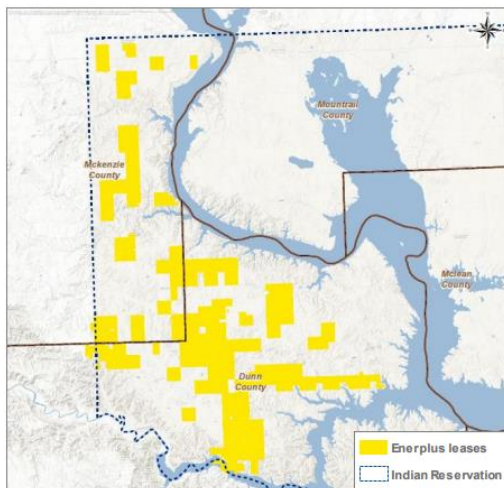 Mountrail
County
Mckenzie
County
Mclean
County
Dunn
County
Enerplus leases
Indian Reservation